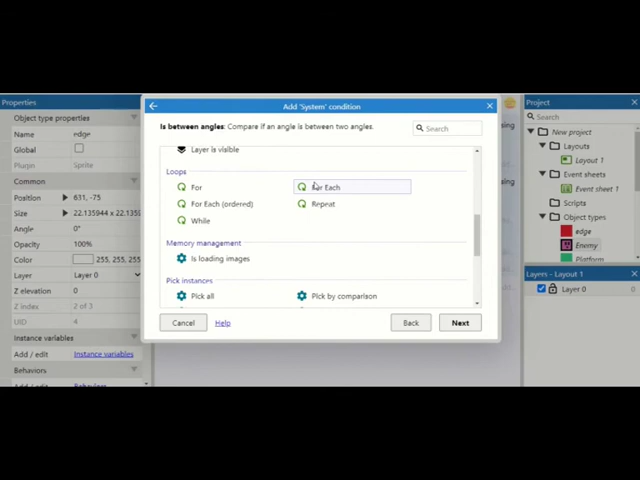 Properties
Object type properties
Name edge
Global
Plugin Sprite
Common
Position 631, -75
Size 22.135944 x 22.1359
Angle 0°
Opacity 100%
Color 255, 255, 255
Layer Layer 0
Z elevation 0
Z index 2 of 3
UID 4
Instance variables
Add / edit Instance variables
Behaviors
Add / edit Behaviors
Add 'System' condition
Is between angles: Compare if an angle is between two angles.
Search
Layer is visible
Loops
For For Each
For Each (ordered) Repeat
While
Memory management
Is loading images
Pick instances
Pick all Pick by comparison
Cancel Help Back Next
Project
Search
New project
Layouts
Layout 1
Event sheets
Event sheet 1
Scripts
Object types
edge
Enemy
Platform
Layers - Layout 1
Layer 0 0